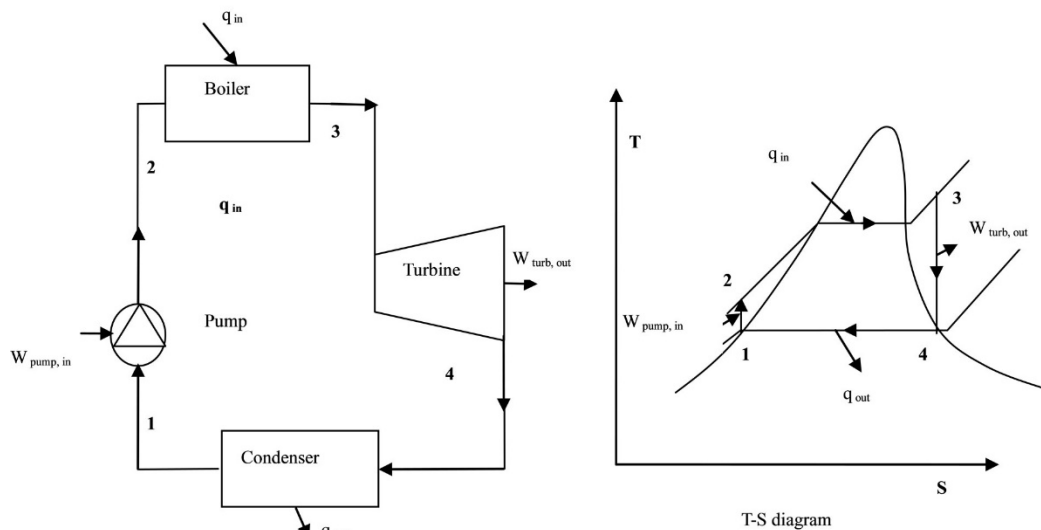 q in
Boiler
3
2
q in
Turbine
W turb, out
Pump
W pump, in
4
1
Condenser
T
q in
3
W turb, out
2
W pump, in
1
4
q out
S
T-S diagram